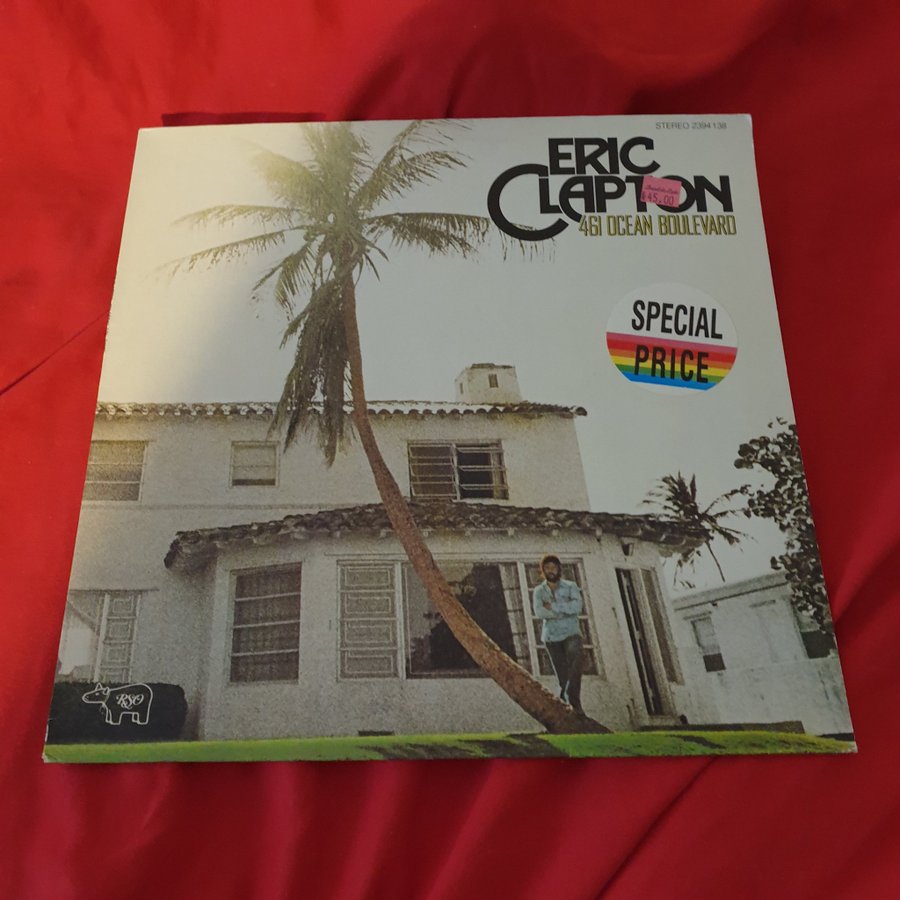 STEREO 2394 138
ERIC
CLAPTON
$45.00
461 OCEAN BOULEVARD
SPECIAL
PRICE
RSO